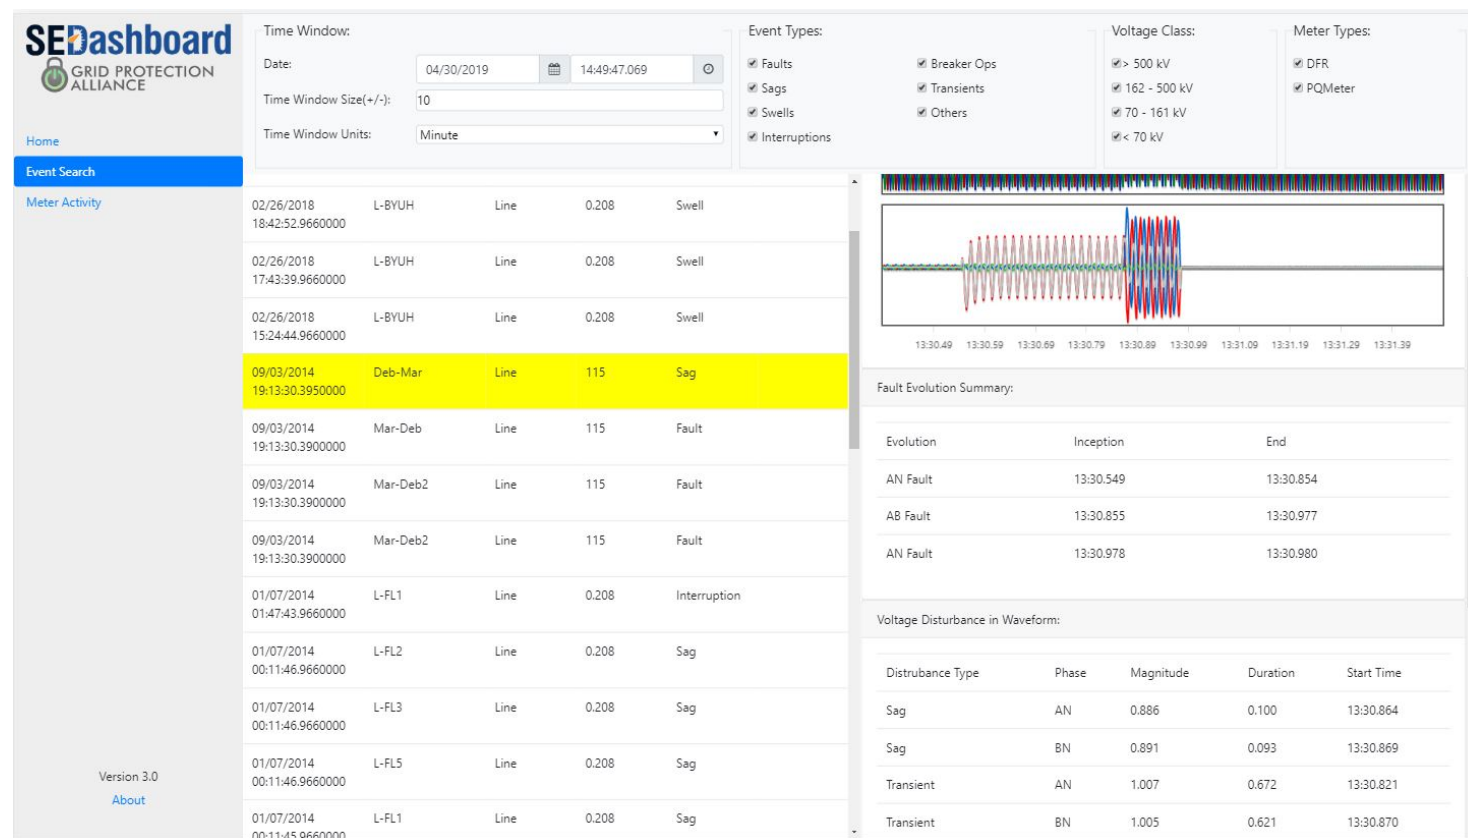 SEDashboard
GRID PROTECTION
ALLIANCE
Home
Event Search
Meter Activity
Version 3.0
About
Time Window:
Date:
04/30/2019
14:49:47.069
Time Window Size(+/-):
10
Time Window Units:
Minute
Event Types:
Faults
Breaker Ops
Sags
Transients
Swells
Others
Interruptions
Voltage Class:
> 500 kV
162 - 500 kV
70 - 161 kV
< 70 kV
Meter Types:
DFR
PQMeter
02/26/2018 L-BYUH Line 0.208 Swell
18:42:52.9660000
02/26/2018 L-BYUH Line 0.208 Swell
17:43:39.9660000
02/26/2018 L-BYUH Line 0.208 Swell
15:24:44.9660000
09/03/2014 Deb-Mar Line 115 Sag
19:13:30.3950000
09/03/2014 Mar-Deb Line 115 Fault
19:13:30.3900000
09/03/2014 Mar-Deb2 Line 115 Fault
19:13:30.3900000
09/03/2014 Mar-Deb2 Line 115 Fault
19:13:30.3900000
01/07/2014 L-FL1 Line 0.208 Interruption
01:47:43.9660000
01/07/2014 L-FL2 Line 0.208 Sag
00:11:46.9660000
01/07/2014 L-FL3 Line 0.208 Sag
00:11:46.9660000
01/07/2014 L-FL5 Line 0.208 Sag
00:11:46.9660000
01/07/2014 L-FL1 Line 0.208 Sag
00:11:45.9660000
13:30.49 13:30.59 13:30.69 13:30.79 13:30.89 13:30.99 13:31.09 13:31.19 13:31.29 13:31.39
Fault Evolution Summary:
Evolution Inception End
AN Fault 13:30.549 13:30.854
AB Fault 13:30.855 13:30.977
AN Fault 13:30.978 13:30.980
Voltage Disturbance in Waveform:
Distrubance Type Phase Magnitude Duration Start Time
Sag AN 0.886 0.100 13:30.864
Sag BN 0.891 0.093 13:30.869
Transient AN 1.007 0.672 13:30.821
Transient BN 1.005 0.621 13:30.870